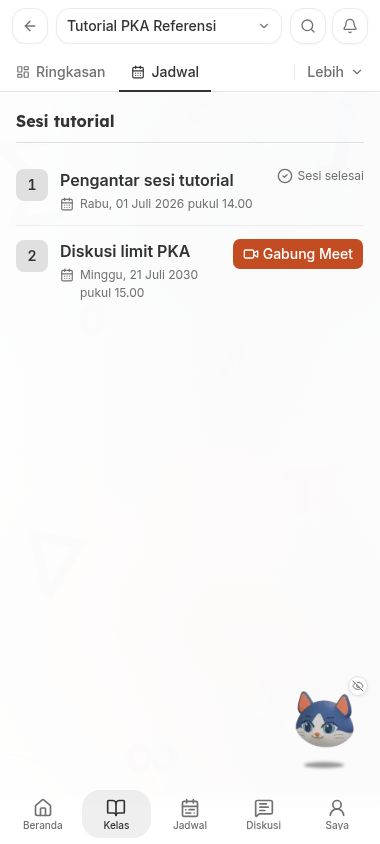 Tutorial PKA Referensi
Ringkasan
Jadwal
Lebih
Sesi tutorial
1
Pengantar sesi tutorial
Sesi selesai
Rabu, 01 Juli 2026 pukul 14.00
2
Diskusi limit PKA
Gabung Meet
Minggu, 21 Juli 2030
pukul 15.00
Beranda
Kelas
Jadwal
Diskusi
Saya